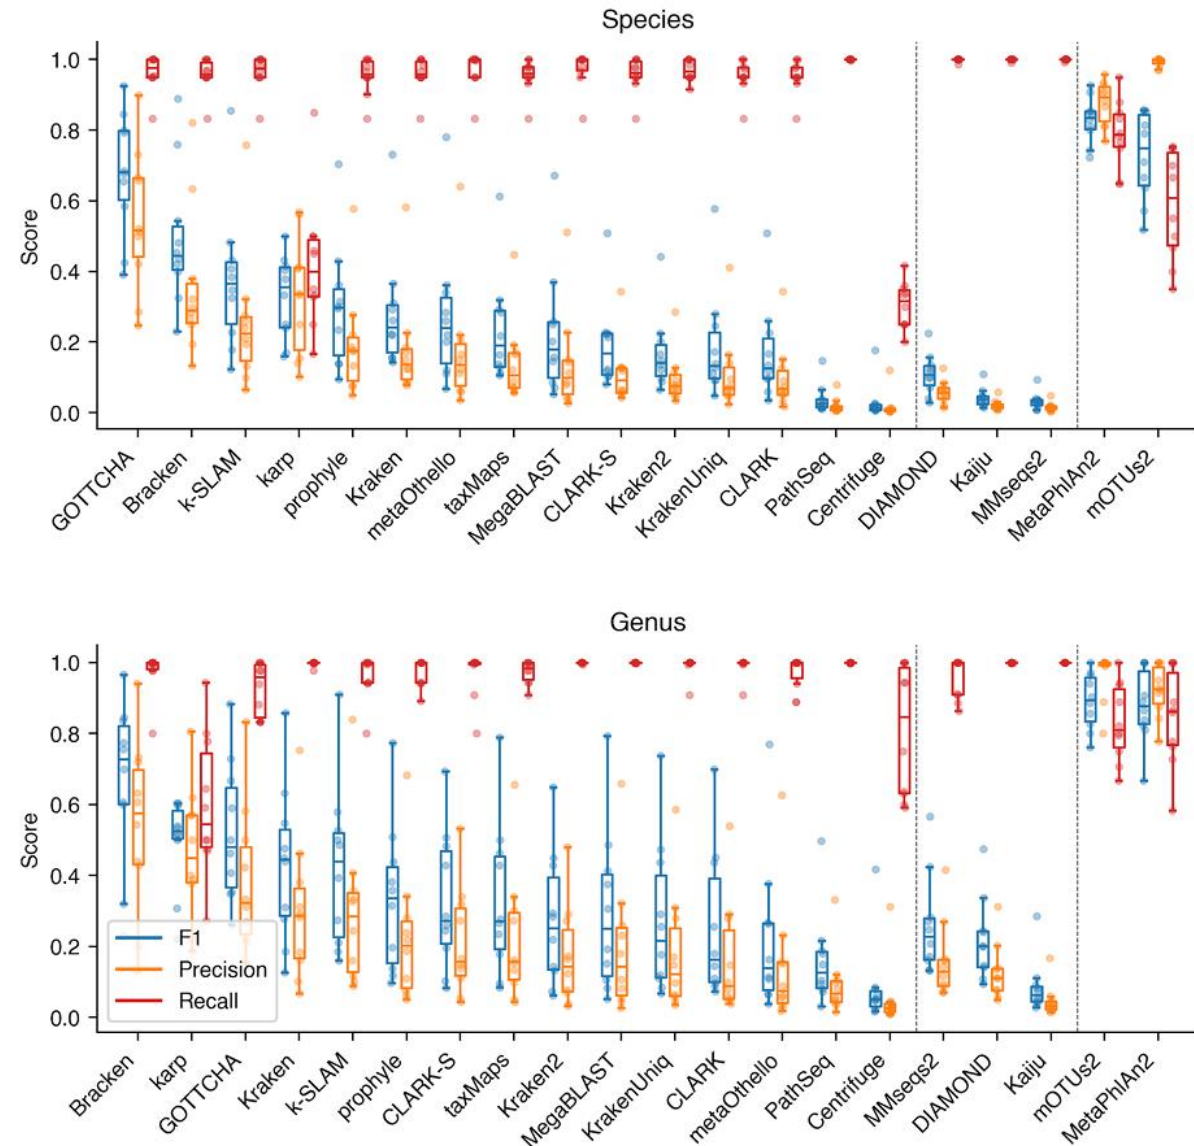 Species
1.0
0.8
0.6
0.4
0.2
0.0
Score
GOTTCHA
Bracken
k-SLAM
karp
prophyle
Kraken
metaOthello
taxMaps
MegaBLAST
CLARK-S
Kraken2
KrakenUniq
CLARK
PathSeq
Centrifuge
DIAMOND
Kaiju
MMseqs2
MetaPhlAn2
mOTUs2
Genus
1.0
0.8
0.6
0.4
0.2
0.0
Score
F1
Precision
Recall
Bracken
karp
GOTTCHA
Kraken
k-SLAM
prophyle
CLARK-S
taxMaps
Kraken2
MegaBLAST
KrakenUniq
CLARK
metaOthello
PathSeq
Centrifuge
MMseqs2
DIAMOND
Kaiju
mOTUs2
MetaPhlAn2